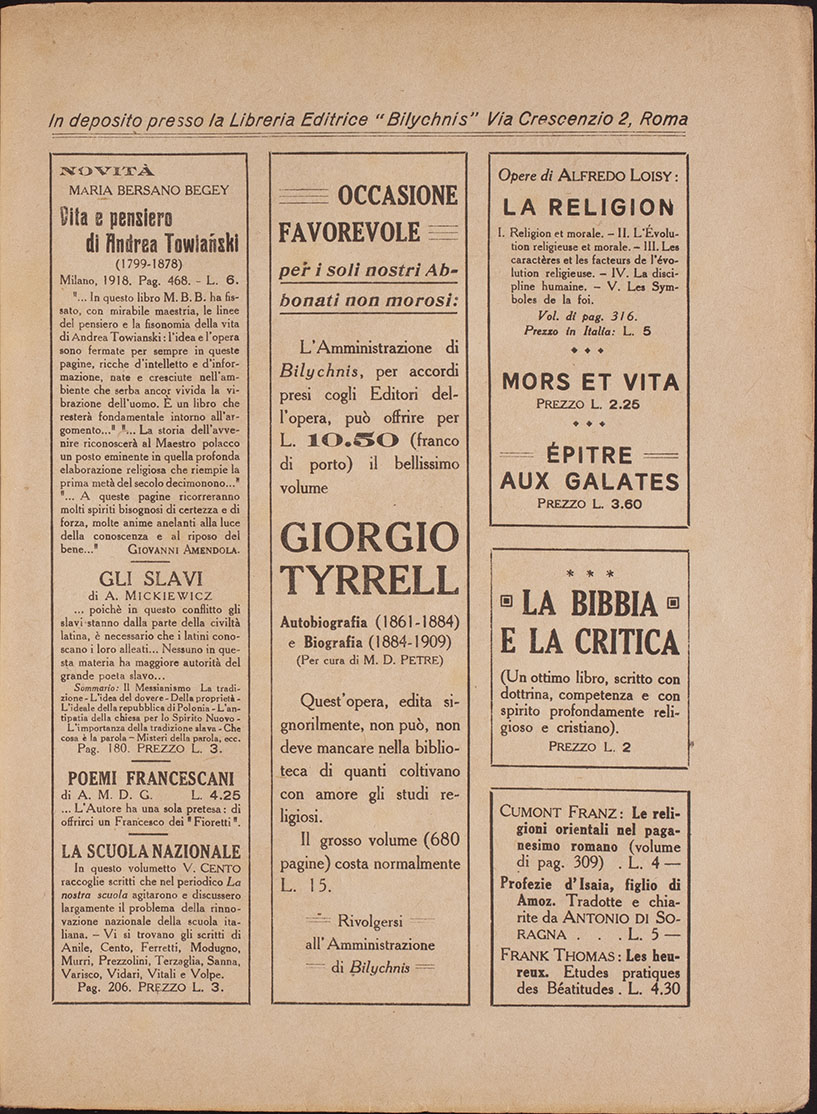 In deposito presso la Libreria Editrice "Bilychnis" Via Crescenzio 2, Roma
NOVITÀ
MARIA BERSANO BEGEY
Vita e pensiero
di Andrea Towiański
(1799-1878)
Milano, 1918. Pag. 468. - L. 6.
"... In questo libro M. B. B. ha fis-
sato, con mirabile maestria, le linee
del pensiero e la fisonomia della vita
di Andrea Towianski: l'idea e l'opera
sono fermate per sempre in queste
pagine, ricche d'intelletto e d'infor-
mazione, nate e cresciute nell'am-
biente che serba ancor vivida la vi-
brazione dell'uomo. È un libro che
resterà fondamentale intorno all'ar-
gomento..." "... La storia dell'avve-
nire riconoscerà al Maestro polacco
un posto eminente in quella profonda
elaborazione religiosa che riempie la
prima metà del secolo decimonono..."
"... A queste pagine ricorreranno
molti spiriti bisognosi di certezza e di
forza, molte anime anelanti alla luce
della conoscenza e al riposo del
bene..." GIOVANNI AMENDOLA.
GLI SLAVI
di A. MICKIEWICZ
... poichè in questo conflitto gli
slavi stanno dalla parte della civiltà
latina, è necessario che i latini cono-
scano i loro alleati... Nessuno in que-
sta materia ha maggiore autorità del
grande poeta slavo...
Sommario: Il Messianismo La tradi-
zione - L'idea del dovere - Della proprietà -
L'ideale della repubblica di Polonia - L'an-
tipatia della chiesa per lo Spirito Nuovo -
L'importanza della tradizione slava - Che
cosa è la parola - Misteri della parola, ecc.
Pag. 180. PREZZO L. 3.
POEMI FRANCESCANI
di A. M. D. G. L. 4.25
... L'Autore ha una sola pretesa: di
offrirci un Francesco dei "Fioretti".
LA SCUOLA NAZIONALE
In questo volumetto V. CENTO
raccoglie scritti che nel periodico La
nostra scuola agitarono e discussero
largamente il problema della rinno-
vazione nazionale della scuola ita-
liana. - Vi si trovano gli scritti di
Anile, Cento, Ferretti, Modugno,
Murri, Prezzolini, Terzaglia, Sanna,
Varisco, Vidari, Vitali e Volpe.
Pag. 206. PREZZO L. 3.
OCCASIONE
FAVOREVOLE
per i soli nostri Ab-
bonati non morosi:
L'Amministrazione di
Bilychnis, per accordi
presi cogli Editori del-
l'opera, può offrire per
L. 10.50 (franco
di porto) il bellissimo
volume
GIORGIO
TYRRELL
Autobiografia (1861-1884)
e Biografia (1884-1909)
(Per cura di M. D. PETRE)
Quest'opera, edita si-
gnorilmente, non può, non
deve mancare nella biblio-
teca di quanti coltivano
con amore gli studi re-
ligiosi.
Il grosso volume (680
pagine) costa normalmente
L. 15.
Rivolgersi
all'Amministrazione
di Bilychnis
Opere di ALFREDO LOISY:
LA RELIGION
I. Religion et morale. - II. L'Évolu-
tion religieuse et morale. - III. Les
caractères et les facteurs de l'évo-
lution religieuse. - IV. La disci-
pline humaine. - V. Les Sym-
boles de la foi.
Vol. di pag. 316.
Prezzo in Italia: L. 5
MORS ET VITA
PREZZO L. 2.25
ÉPITRE
AUX GALATES
PREZZO L. 3.60
* * *
LA BIBBIA
E LA CRITICA
(Un ottimo libro, scritto con
dottrina, competenza e con
spirito profondamente reli-
gioso e cristiano).
PREZZO L. 2
CUMONT FRANZ: Le reli-
gioni orientali nel paga-
nesimo romano (volume
di pag. 309) . L. 4 —
Profezie d'Isaia, figlio di
Amoz. Tradotte e chia-
rite da ANTONIO DI SO-
RAGNA . . . L. 5 —
FRANK THOMAS: Les heu-
reux. Etudes pratiques
des Béatitudes . L. 4.30